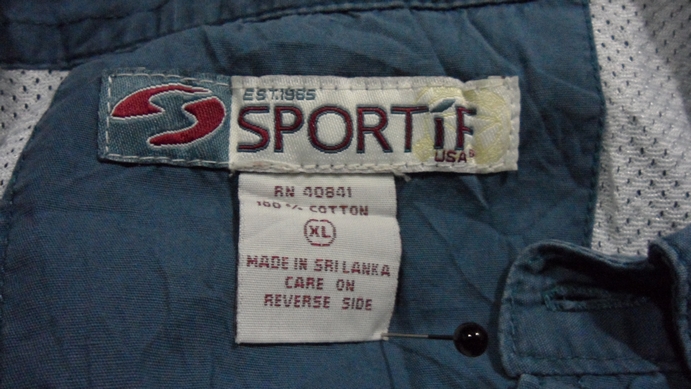 EST.1965
SPORTIF
USA®
RN 40841
100% COTTON
XL
MADE IN SRI LANKA
CARE ON
REVERSE SIDE